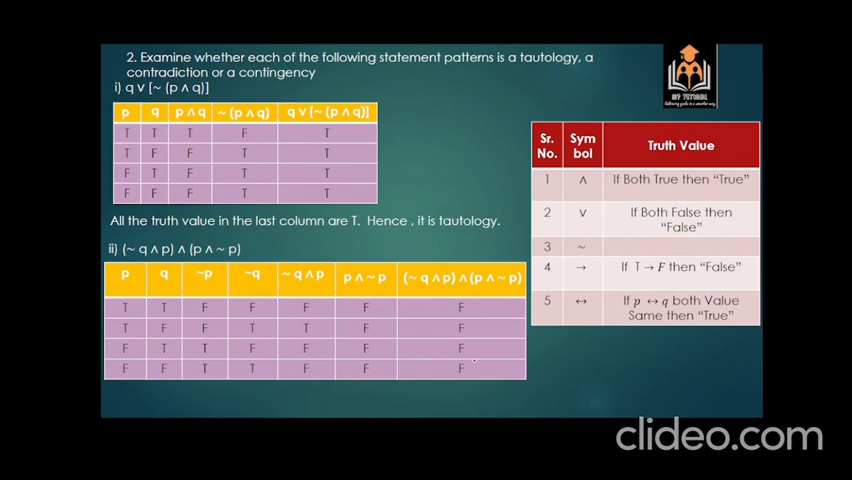 2. Examine whether each of the following statement patterns is a tautology, a
contradiction or a contingency
i) q ∨ [~ (p ∧ q)]
p q p ∧ q ~ (p ∧ q) q ∨ [~ (p ∧ q)]
T T T F T
T F F T T
F T F T T
F F F T T
All the truth value in the last column are T. Hence , it is tautology.
ii) (~ q ∧ p) ∧ (p ∧ ~ p)
p q ~p ~q ~ q ∧ p p ∧ ~ p (~ q ∧ p) ∧ (p ∧ ~ p)
T T F F F F F
T F F T T F F
F T T F F F F
F F T T F F F
MY TUTORIAL
Sr.
No.
Sym
bol
Truth Value
1 ∧ If Both True then “True”
2 ∨ If Both False then
“False”
3 ~
4 → If T → F then “False”
5 ↔ If p ↔ q both Value
Same then “True”
clideo.com